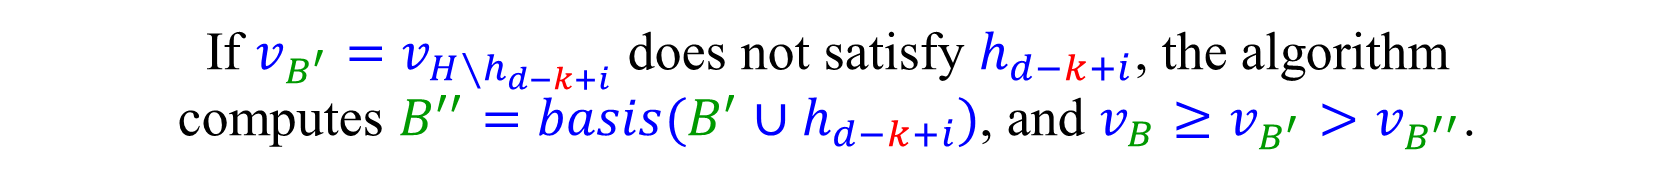 If v_{B′} = v_{H\h_{d−k+i}} does not satisfy h_{d−k+i}, the algorithm
computes B′′ = basis(B′ ∪ h_{d−k+i}), and v_B ≥ v_{B′} > v_{B′′}.